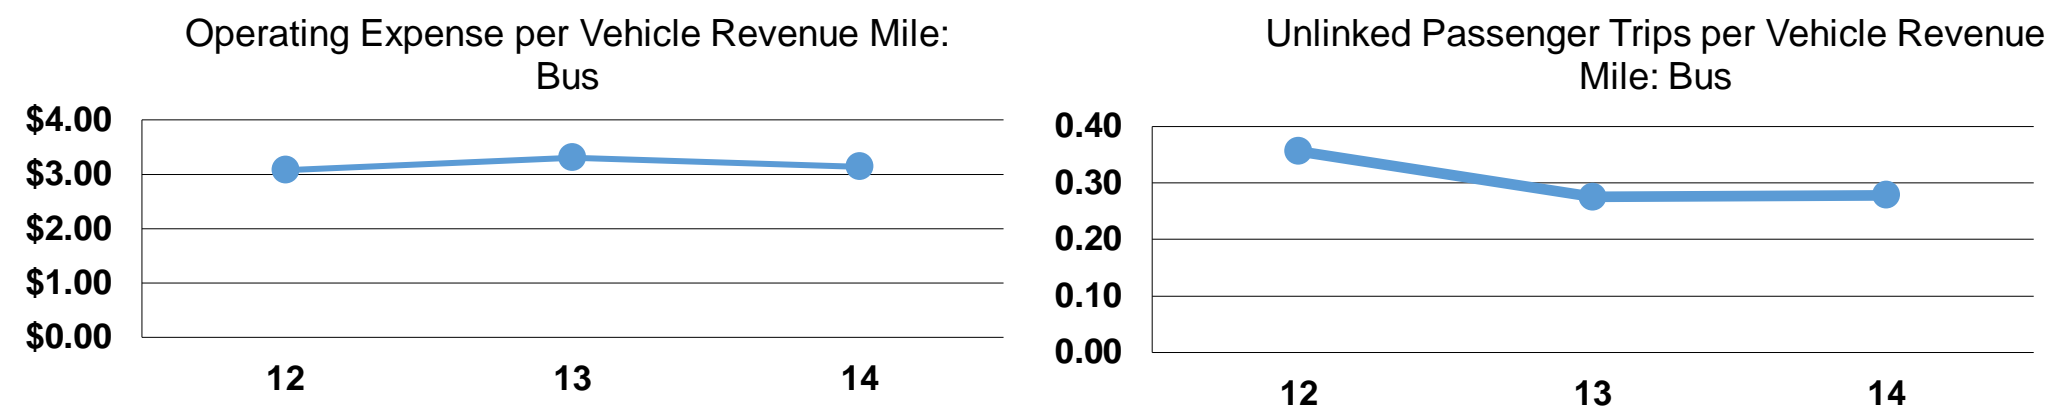 Operating Expense per Vehicle Revenue Mile:
Bus
$4.00
$3.00
$2.00
$1.00
$0.00
12 13 14
Unlinked Passenger Trips per Vehicle Revenue
Mile: Bus
0.40
0.30
0.20
0.10
0.00
12 13 14